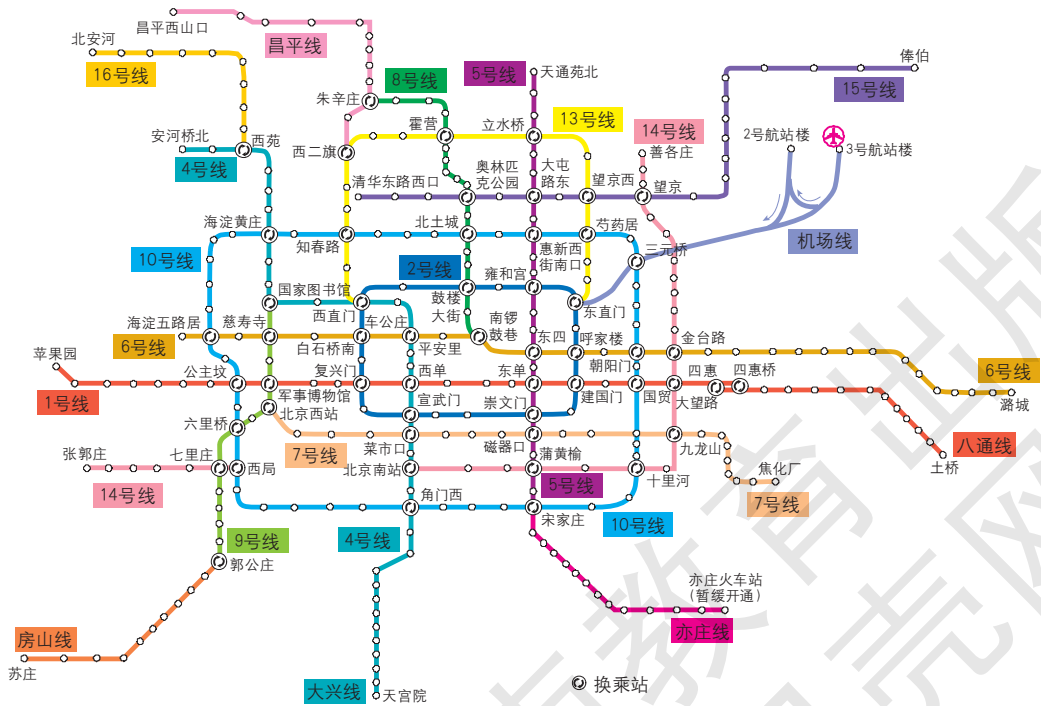 昌平西山口
昌平线
北安河
16号线
8号线
5号线
天通苑北
俸伯
15号线
朱辛庄
霍营
立水桥
13号线
14号线
善各庄
2号航站楼
3号航站楼
安河桥北
西苑
4号线
西二旗
清华东路西口
奥林匹
克公园
大屯
路东
望京西
望京
海淀黄庄
知春路
北土城
惠新西
街南口
芍药居
三元桥
机场线
10号线
2号线
雍和宫
国家图书馆
西直门
鼓楼
大街
东直门
海淀五路居
慈寿寺
车公庄
南锣
鼓巷
6号线
白石桥南
平安里
东四
呼家楼
金台路
苹果园
公主坟
复兴门
西单
东单
朝阳门
四惠
四惠桥
1号线
军事博物馆
宣武门
崇文门
建国门
国贸
大望路
6号线
潞城
北京西站
六里桥
7号线
菜市口
磁器口
九龙山
八通线
土桥
张郭庄
七里庄
西局
北京南站
蒲黄榆
十里河
焦化厂
14号线
5号线
7号线
角门西
宋家庄
10号线
9号线
4号线
郭公庄
亦庄火车站
(暂缓开通)
亦庄线
房山线
苏庄
大兴线
天宫院
换乘站